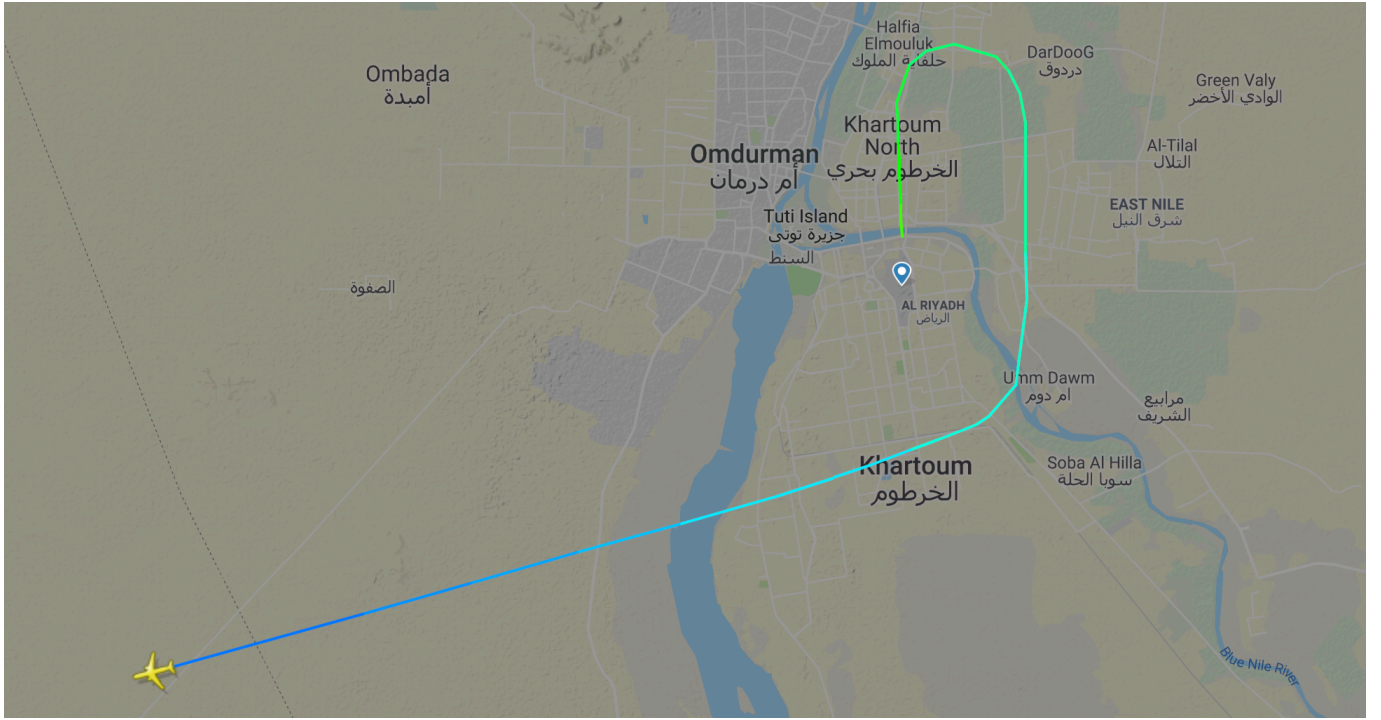 Halfia
Elmouluk
حلفاية الملوك
DarDooG
دردوق
Ombada
أمبدة
Green Valy
الوادي الأخضر
Khartoum
North
الخرطوم بحري
Omdurman
أم درمان
Al-Tilal
التلال
EAST NILE
شرق النيل
Tuti Island
جزيرة توتي
السنط
الصفوة
AL RIYADH
الرياض
Umm Dawm
ام دوم
مرابيع
الشريف
Khartoum
الخرطوم
Soba Al Hilla
سوبا الحلة
Blue Nile River